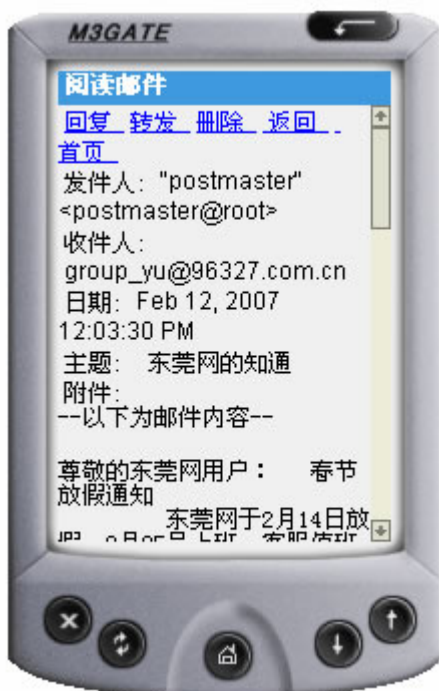 M3GATE
阅读邮件
回复 转发 删除 返回 -
首页
发件人: "postmaster"
<postmaster@root>
收件人:
group_yu@96327.com.cn
日期: Feb 12, 2007
12:03:30 PM
主题: 东莞网的知通
附件:
--以下为邮件内容--
尊敬的东莞网用户： 春节
放假通知
东莞网于2月14日放